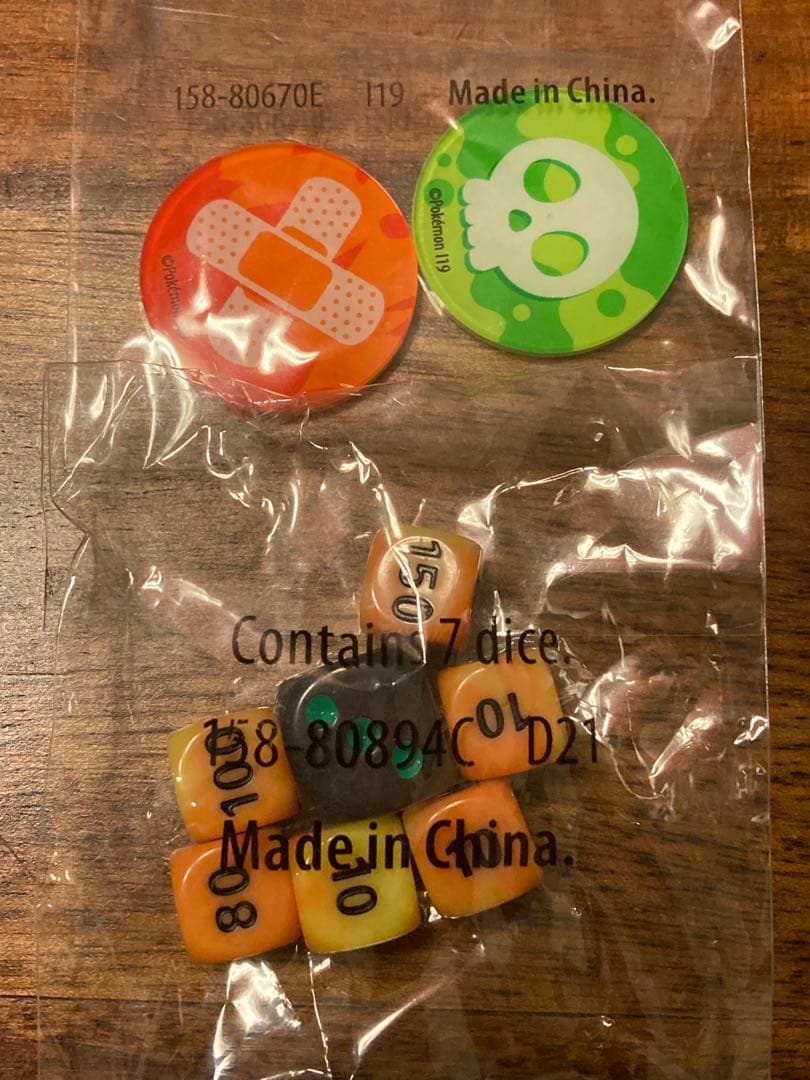 158-80670E I19 Made in China.
©Pokémon
©Pokémon I19
150
Contains 7 dice.
10
158-80894C D21
100
Made in China.
10
80
10